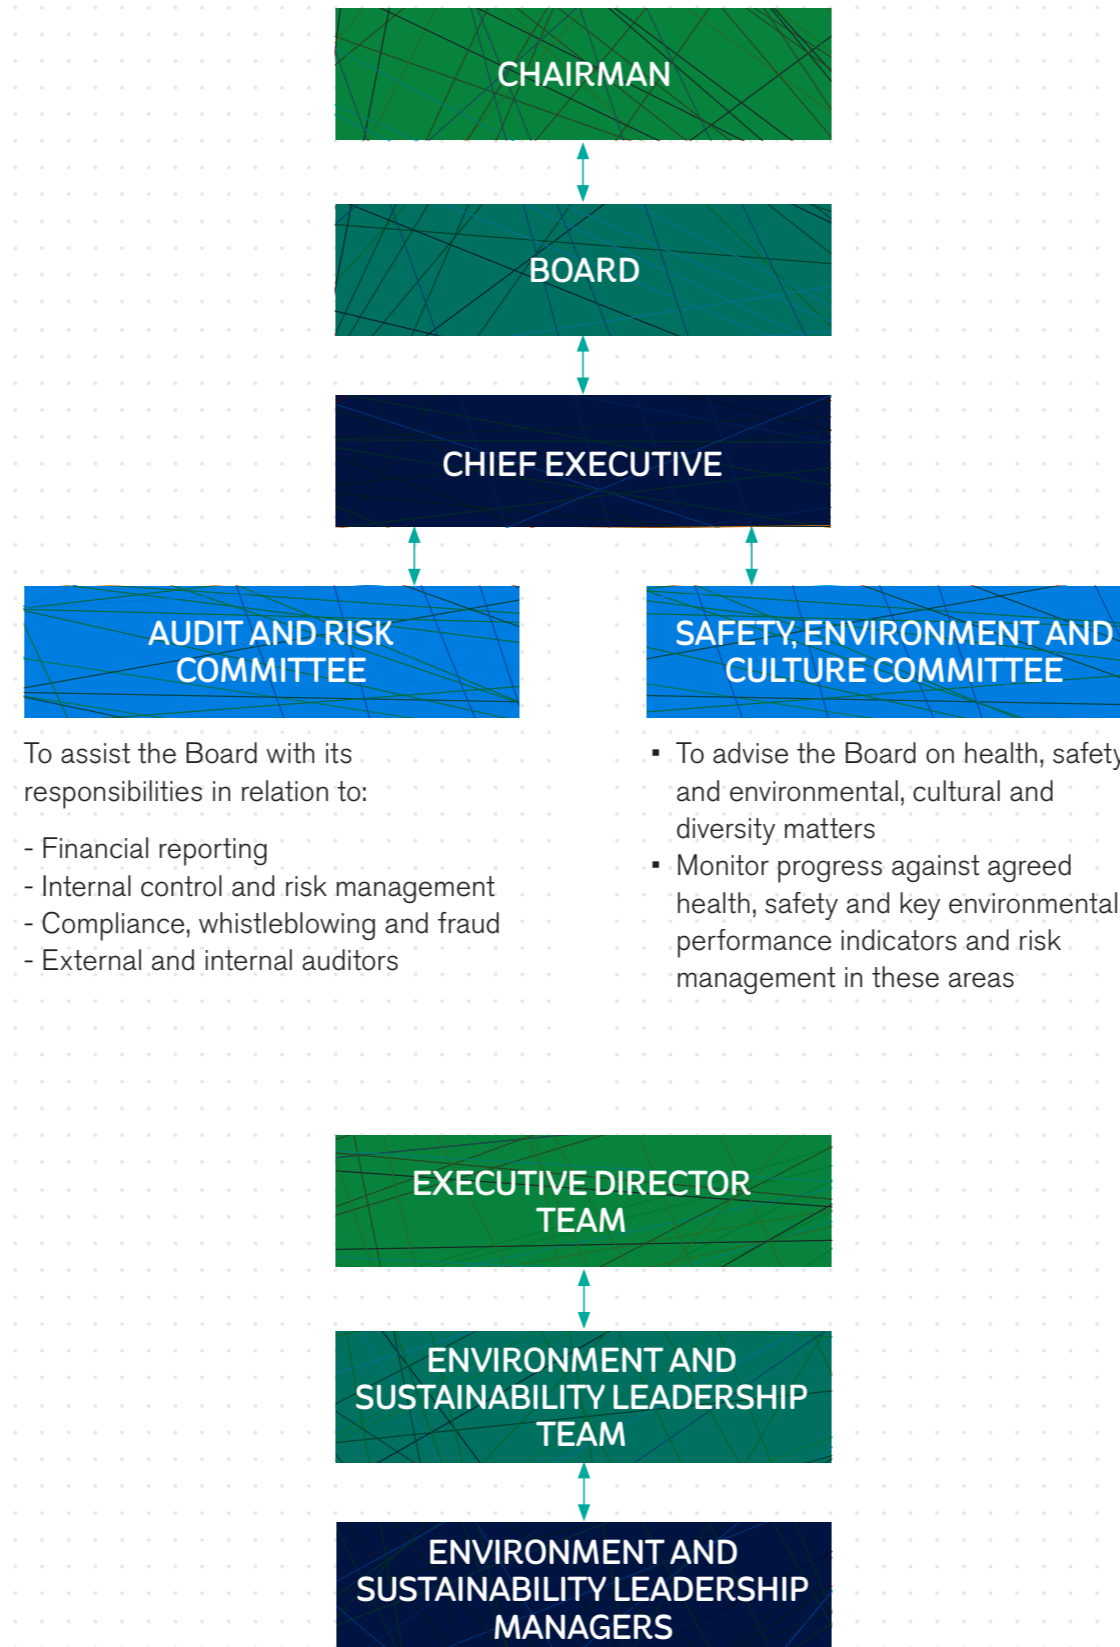 CHAIRMAN
BOARD
CHIEF EXECUTIVE
AUDIT AND RISK
COMMITTEE
To assist the Board with its
responsibilities in relation to:
- Financial reporting
- Internal control and risk management
- Compliance, whistleblowing and fraud
- External and internal auditors
SAFETY, ENVIRONMENT AND
CULTURE COMMITTEE
▪ To advise the Board on health, safety
and environmental, cultural and
diversity matters
▪ Monitor progress against agreed
health, safety and key environmental
performance indicators and risk
management in these areas
EXECUTIVE DIRECTOR
TEAM
ENVIRONMENT AND
SUSTAINABILITY LEADERSHIP
TEAM
ENVIRONMENT AND
SUSTAINABILITY LEADERSHIP
MANAGERS